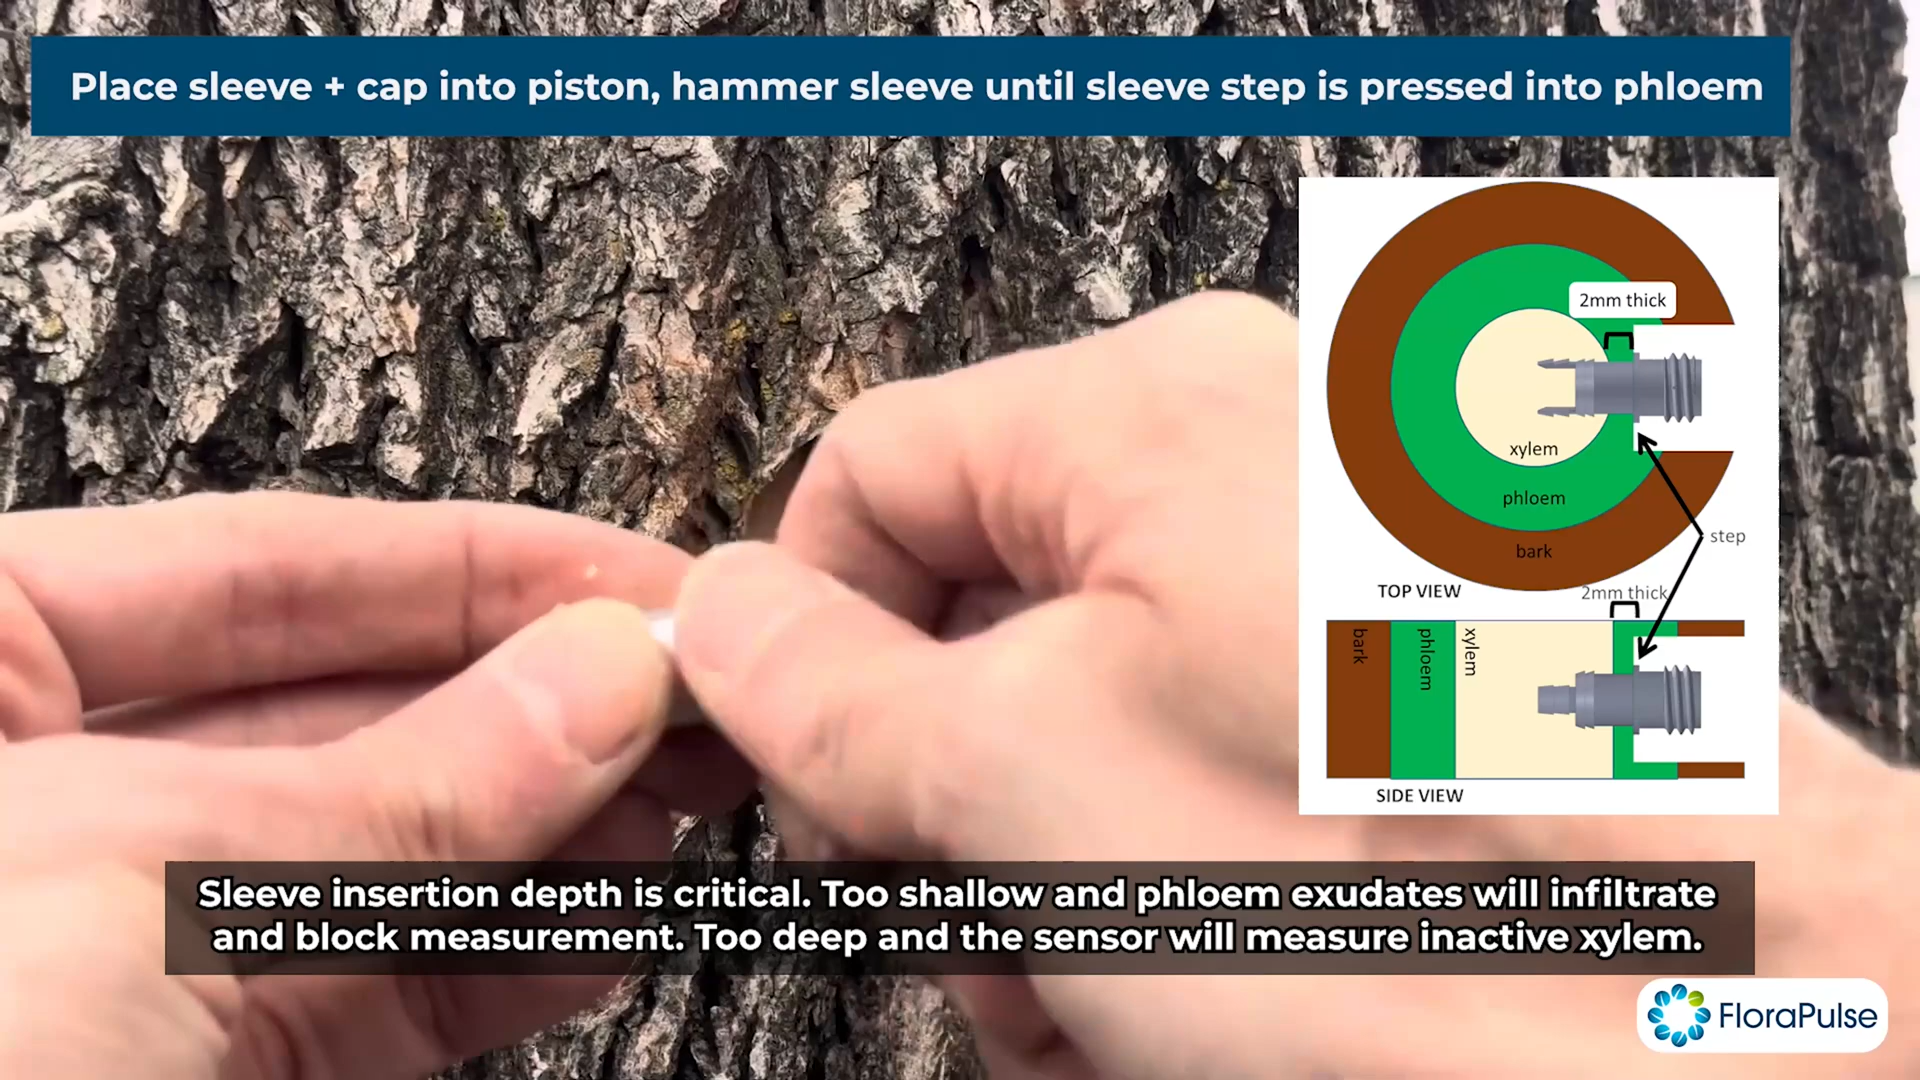 Place sleeve + cap into piston, hammer sleeve until sleeve step is pressed into phloem
2mm thick
xylem
phloem
bark
step
TOP VIEW
2mm thick
bark
phloem
xylem
SIDE VIEW
Sleeve insertion depth is critical. Too shallow and phloem exudates will infiltrate
and block measurement. Too deep and the sensor will measure inactive xylem.
FloraPulse